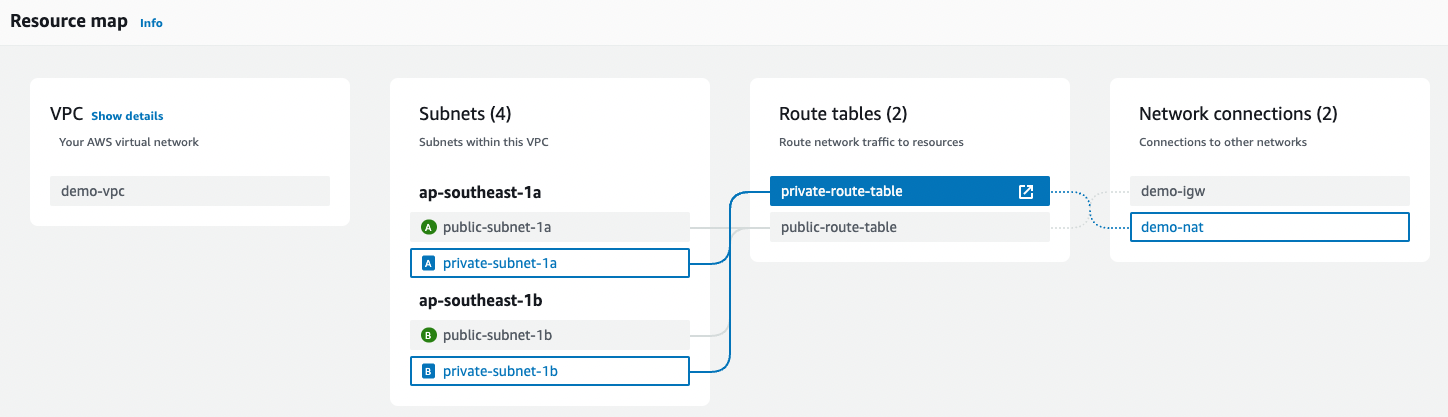 Resource map Info
VPC Show details
Your AWS virtual network
demo-vpc
Subnets (4)
Subnets within this VPC
ap-southeast-1a
A public-subnet-1a
A private-subnet-1a
ap-southeast-1b
B public-subnet-1b
B private-subnet-1b
Route tables (2)
Route network traffic to resources
private-route-table
public-route-table
Network connections (2)
Connections to other networks
demo-igw
demo-nat